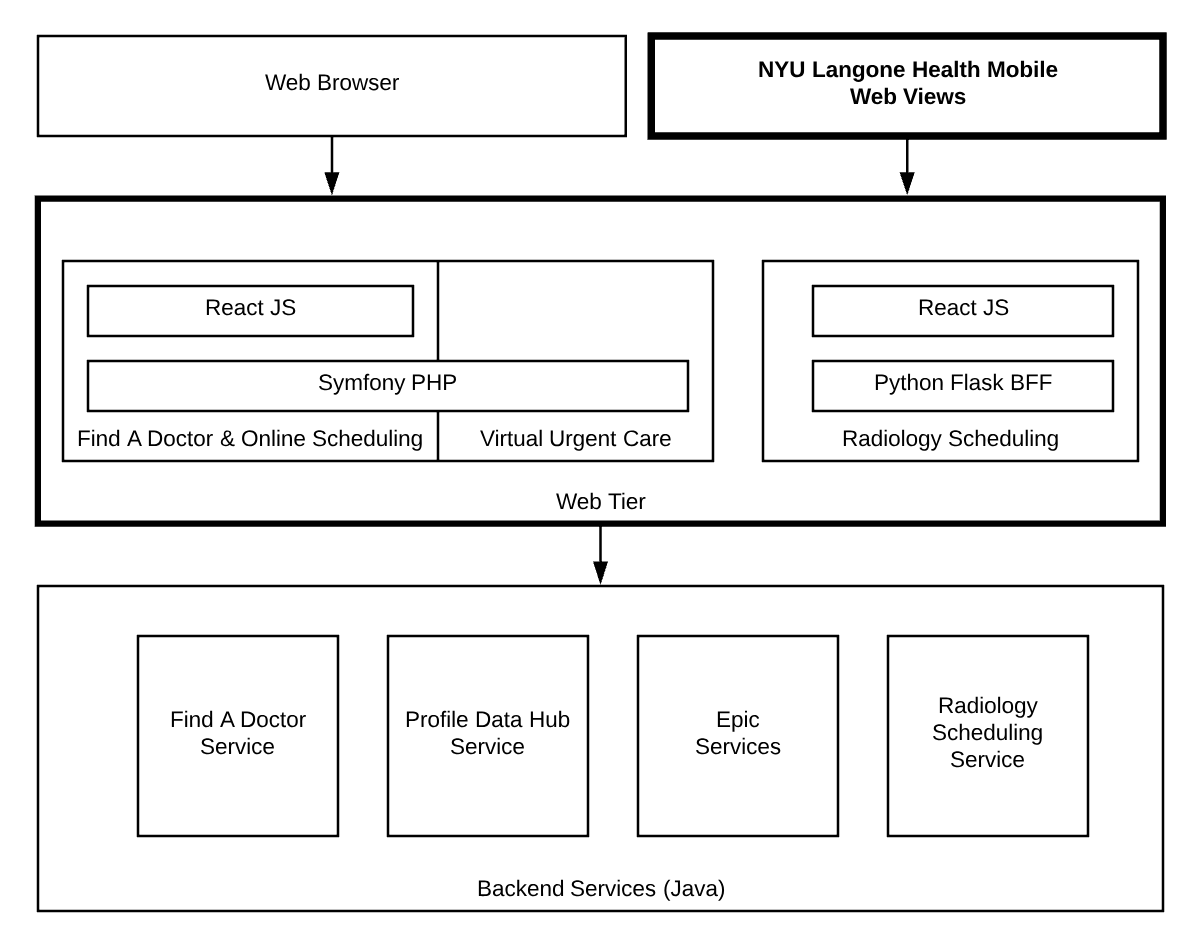 Web Browser
NYU Langone Health Mobile
Web Views
React JS
React JS
Symfony PHP
Python Flask BFF
Find A Doctor & Online Scheduling
Virtual Urgent Care
Radiology Scheduling
Web Tier
Find A Doctor
Service
Profile Data Hub
Service
Epic
Services
Radiology
Scheduling
Service
Backend Services (Java)